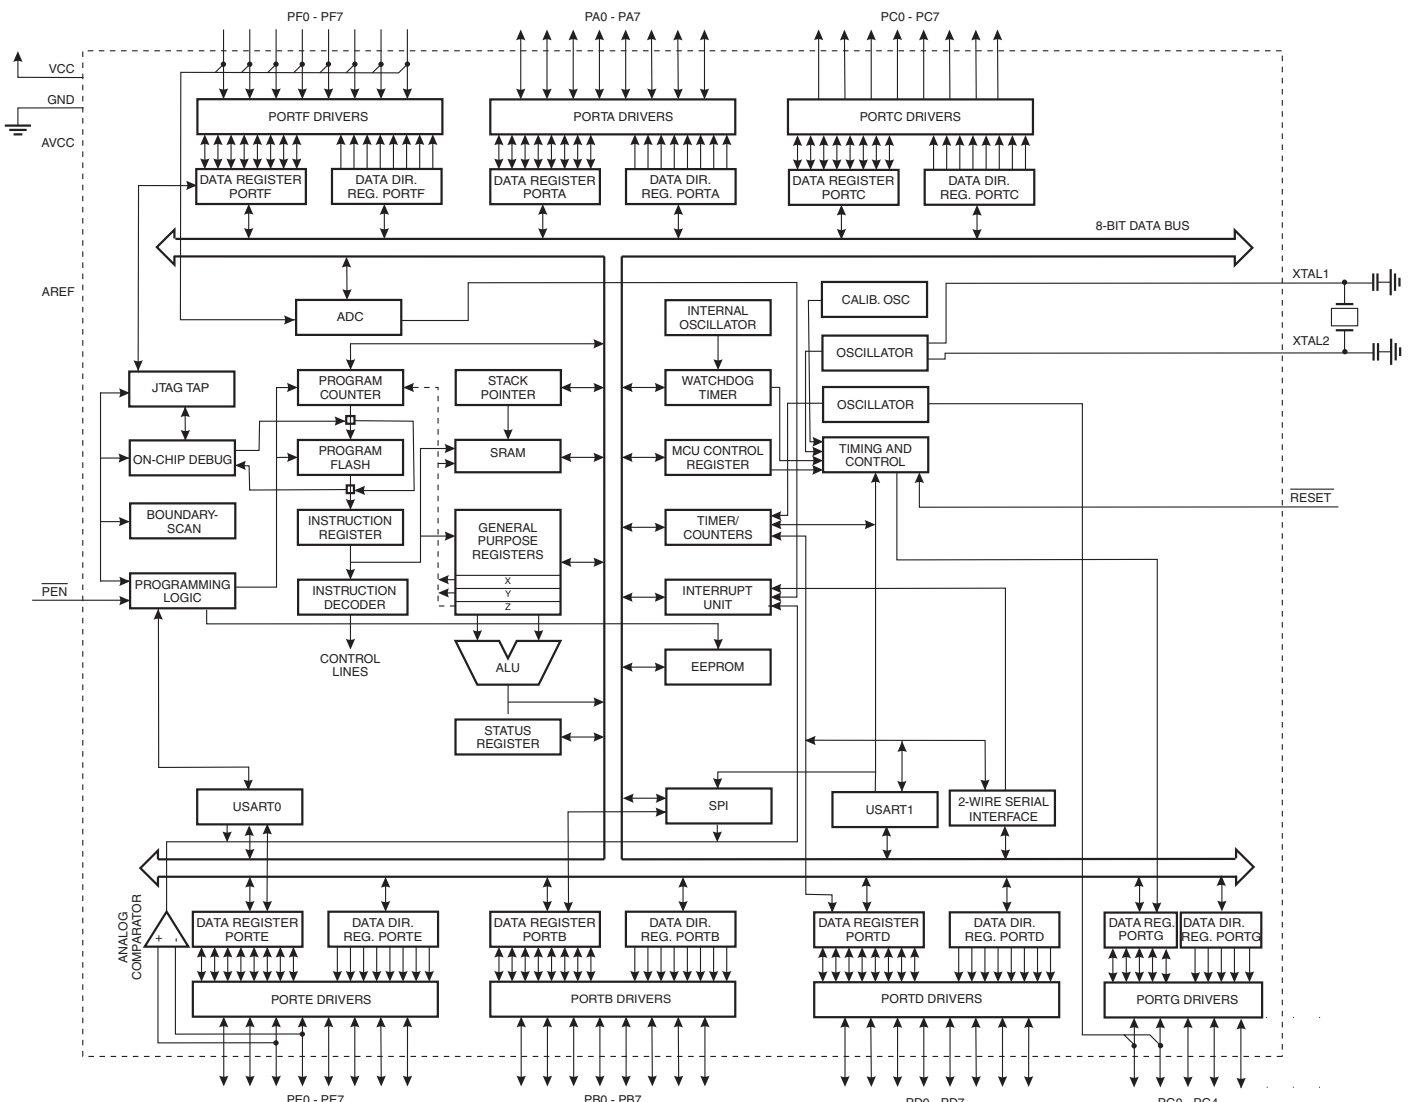 PF0 - PF7
PA0 - PA7
PC0 - PC7
VCC
GND
AVCC
PORTF DRIVERS
PORTA DRIVERS
PORTC DRIVERS
DATA REGISTER
PORTF
DATA DIR.
REG. PORTF
DATA REGISTER
PORTA
DATA DIR.
REG. PORTA
DATA REGISTER
PORTC
DATA DIR.
REG. PORTC
8-BIT DATA BUS
AREF
XTAL1
XTAL2
ADC
INTERNAL
OSCILLATOR
CALIB. OSC
OSCILLATOR
JTAG TAP
PROGRAM
COUNTER
STACK
POINTER
WATCHDOG
TIMER
OSCILLATOR
ON-CHIP DEBUG
PROGRAM
FLASH
SRAM
MCU CONTROL
REGISTER
TIMING AND
CONTROL
RESET
BOUNDARY-
SCAN
INSTRUCTION
REGISTER
GENERAL
PURPOSE
REGISTERS
X
Y
Z
TIMER/
COUNTERS
PEN
PROGRAMMING
LOGIC
INSTRUCTION
DECODER
INTERRUPT
UNIT
CONTROL
LINES
ALU
EEPROM
STATUS
REGISTER
USART0
SPI
USART1
2-WIRE SERIAL
INTERFACE
ANALOG
COMPARATOR
+ -
DATA REGISTER
PORTE
DATA DIR.
REG. PORTE
DATA REGISTER
PORTB
DATA DIR.
REG. PORTB
DATA REGISTER
PORTD
DATA DIR.
REG. PORTD
DATA REG.
PORTG
DATA DIR.
REG. PORTG
PORTE DRIVERS
PORTB DRIVERS
PORTD DRIVERS
PORTG DRIVERS
PE0 - PE7
PB0 - PB7
PD0 - PD7
PG0 - PG4